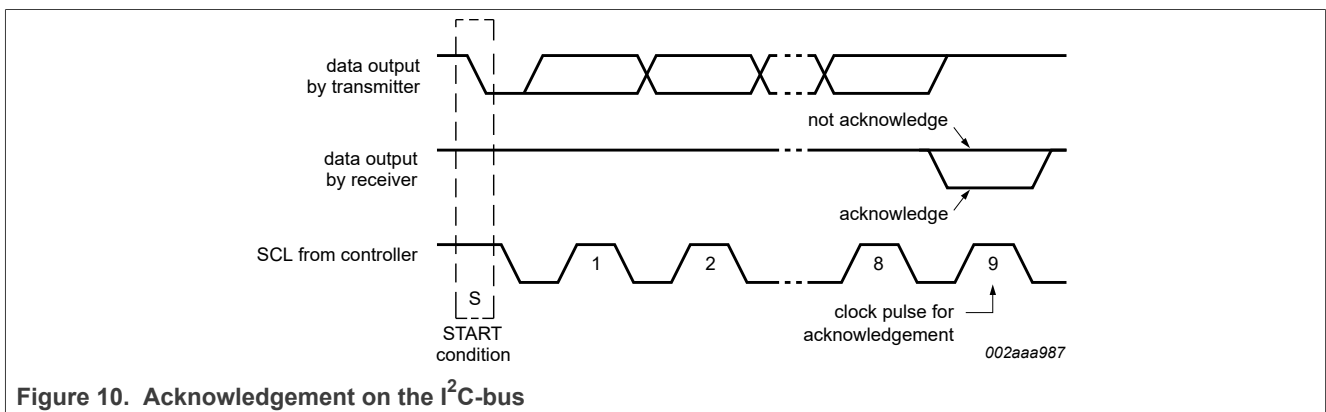 data output
by transmitter
not acknowledge
data output
by receiver
acknowledge
SCL from controller
1
2
8
9
S
START
condition
clock pulse for
acknowledgement
002aaa987
Figure 10. Acknowledgement on the I²C-bus